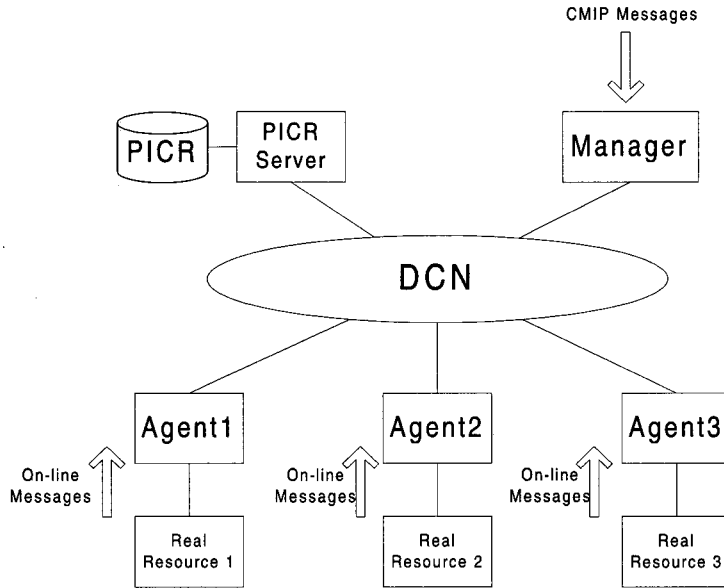 CMIP Messages
PICR
PICR
Server
Manager
DCN
Agent1
Agent2
Agent3
On-line
Messages
On-line
Messages
On-line
Messages
Real
Resource 1
Real
Resource 2
Real
Resource 3